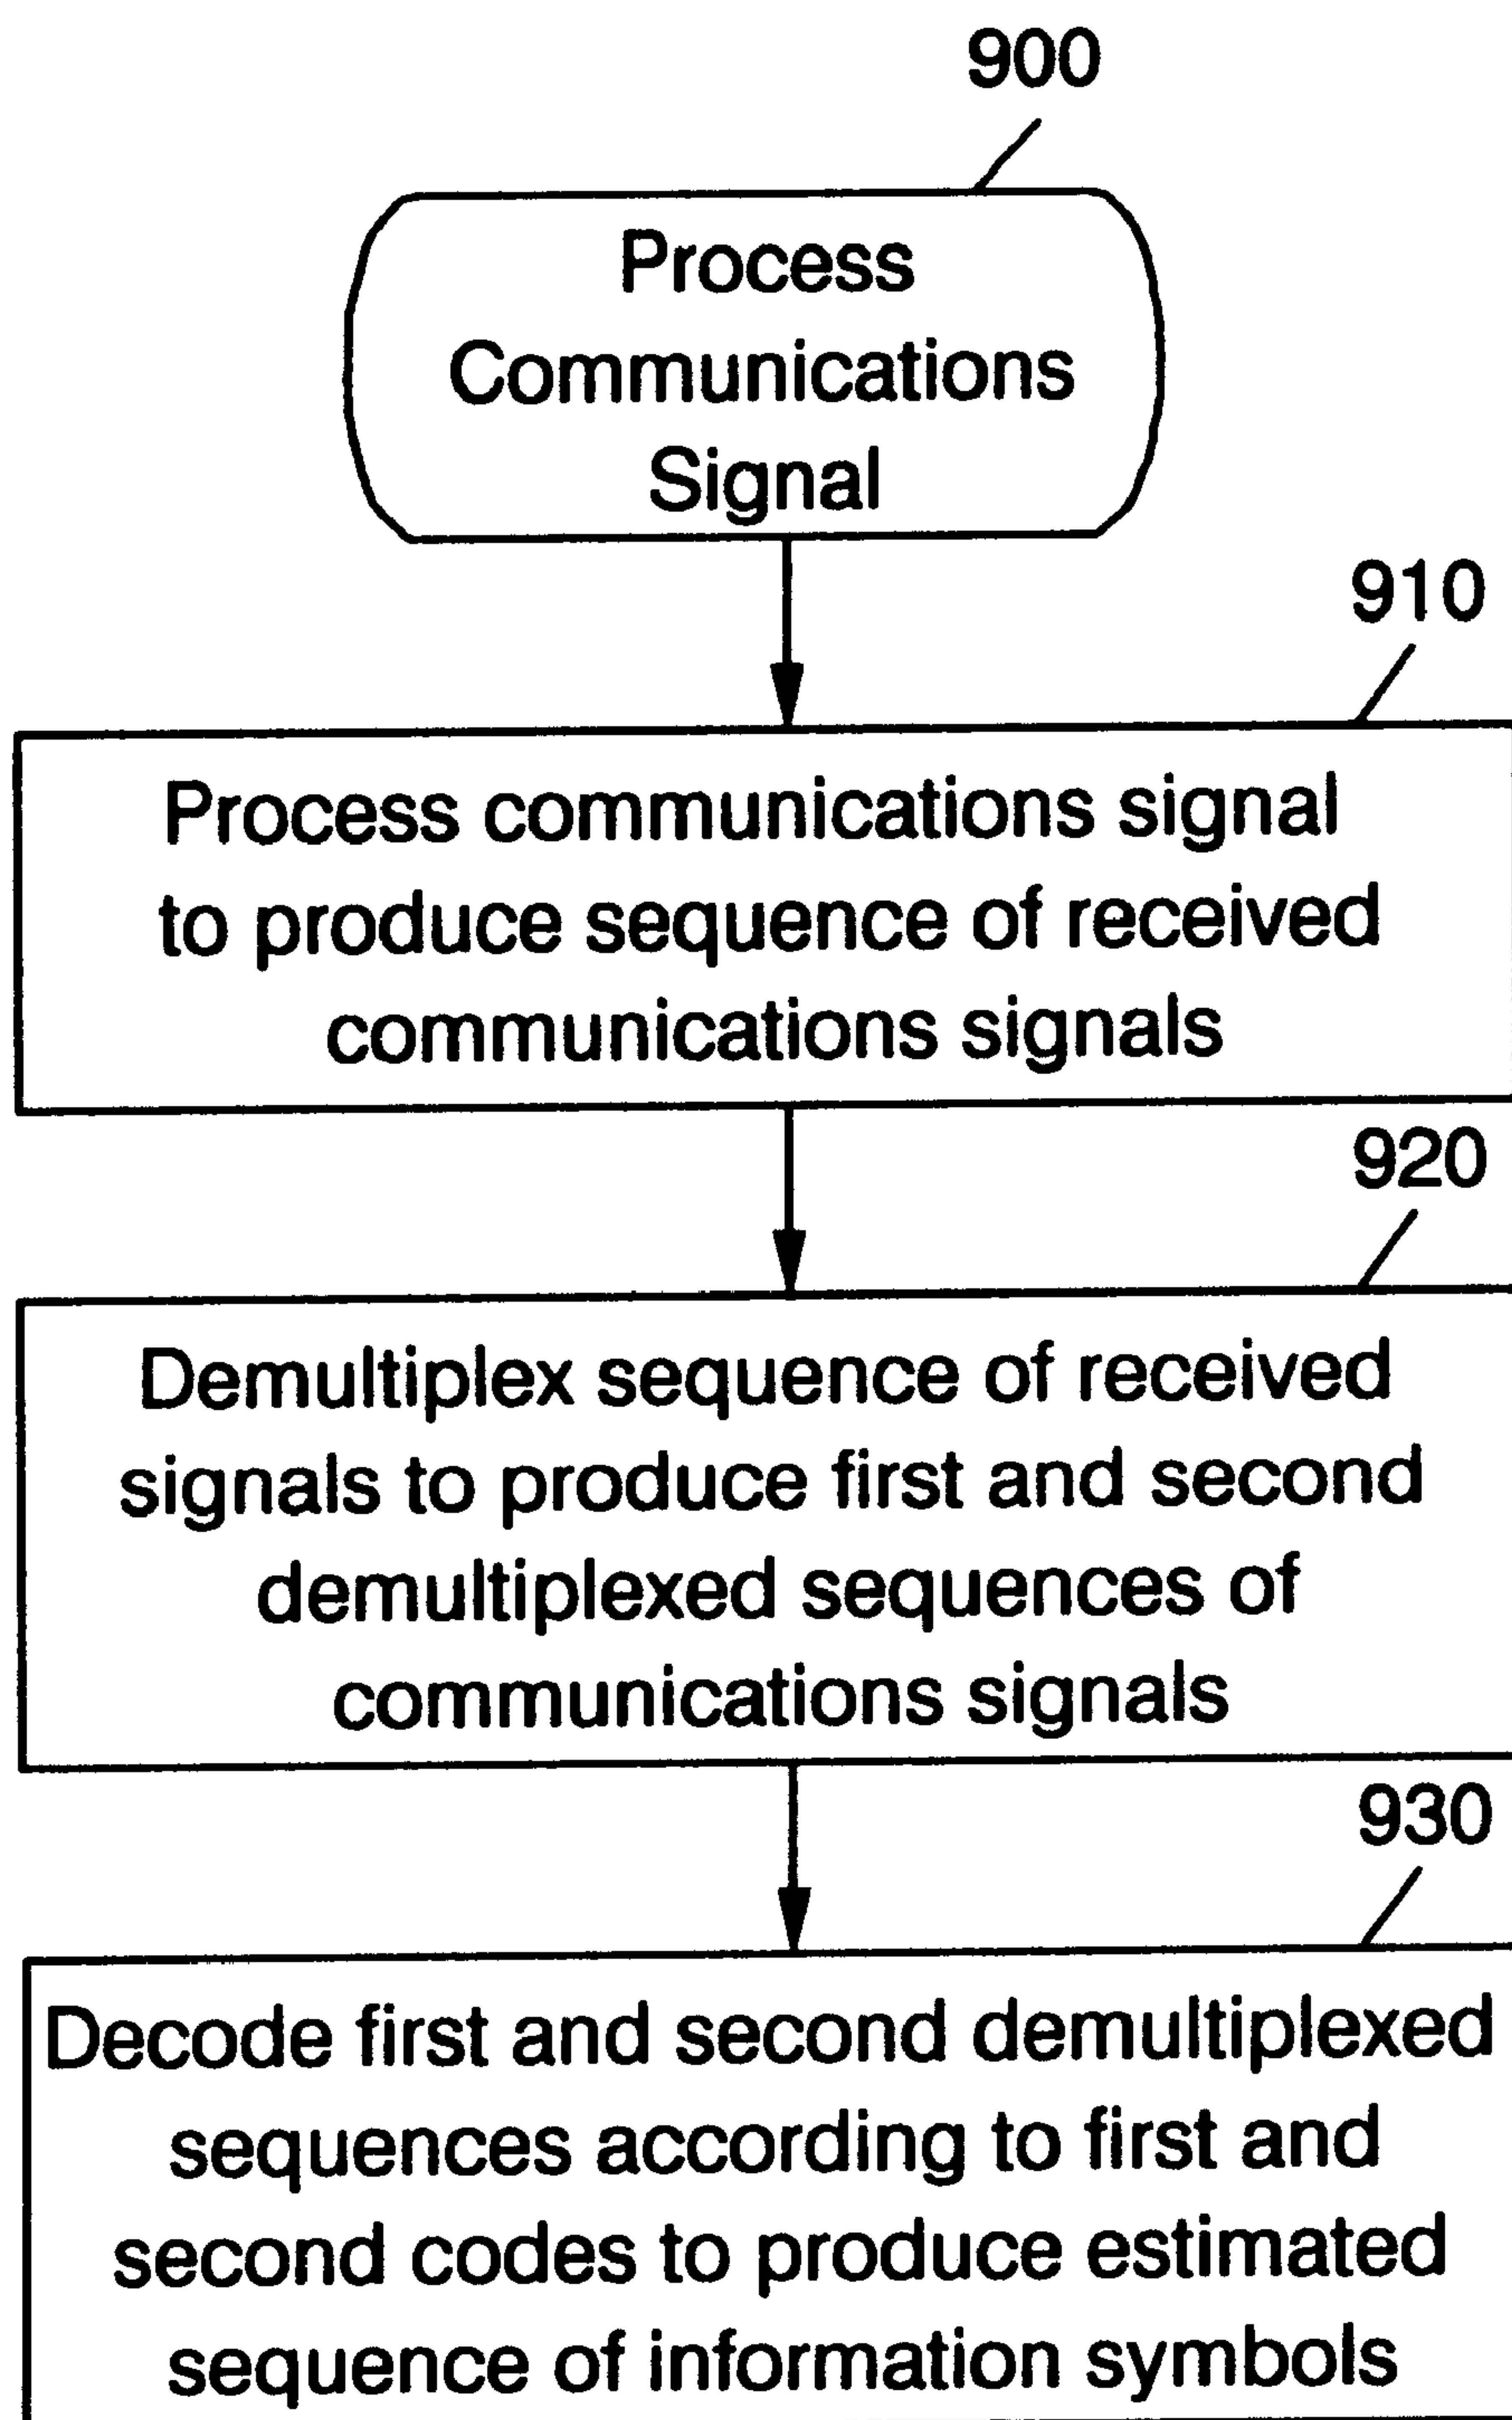 900
Process
Communications
Signal
910
Process communications signal
to produce sequence of received
communications signals
920
Demultiplex sequence of received
signals to produce first and second
demultiplexed sequences of
communications signals
930
Decode first and second demultiplexed
sequences according to first and
second codes to produce estimated
sequence of information symbols